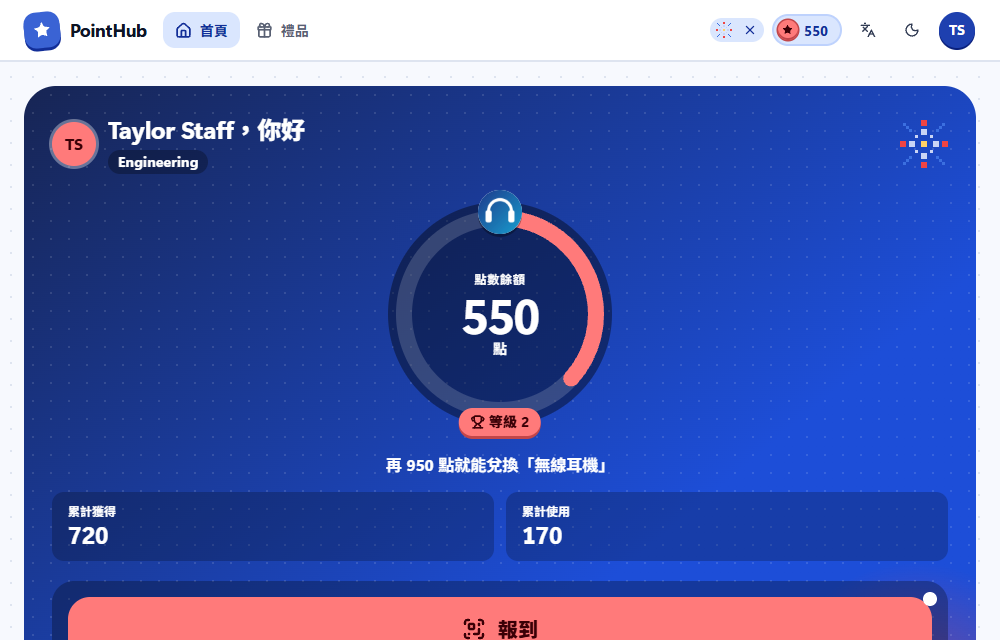 PointHub
首頁
禮品
550
TS
TS
Taylor Staff，你好
Engineering
點數餘額
550
點
等級 2
再 950 點就能兌換「無線耳機」
累計獲得
720
累計使用
170
報到